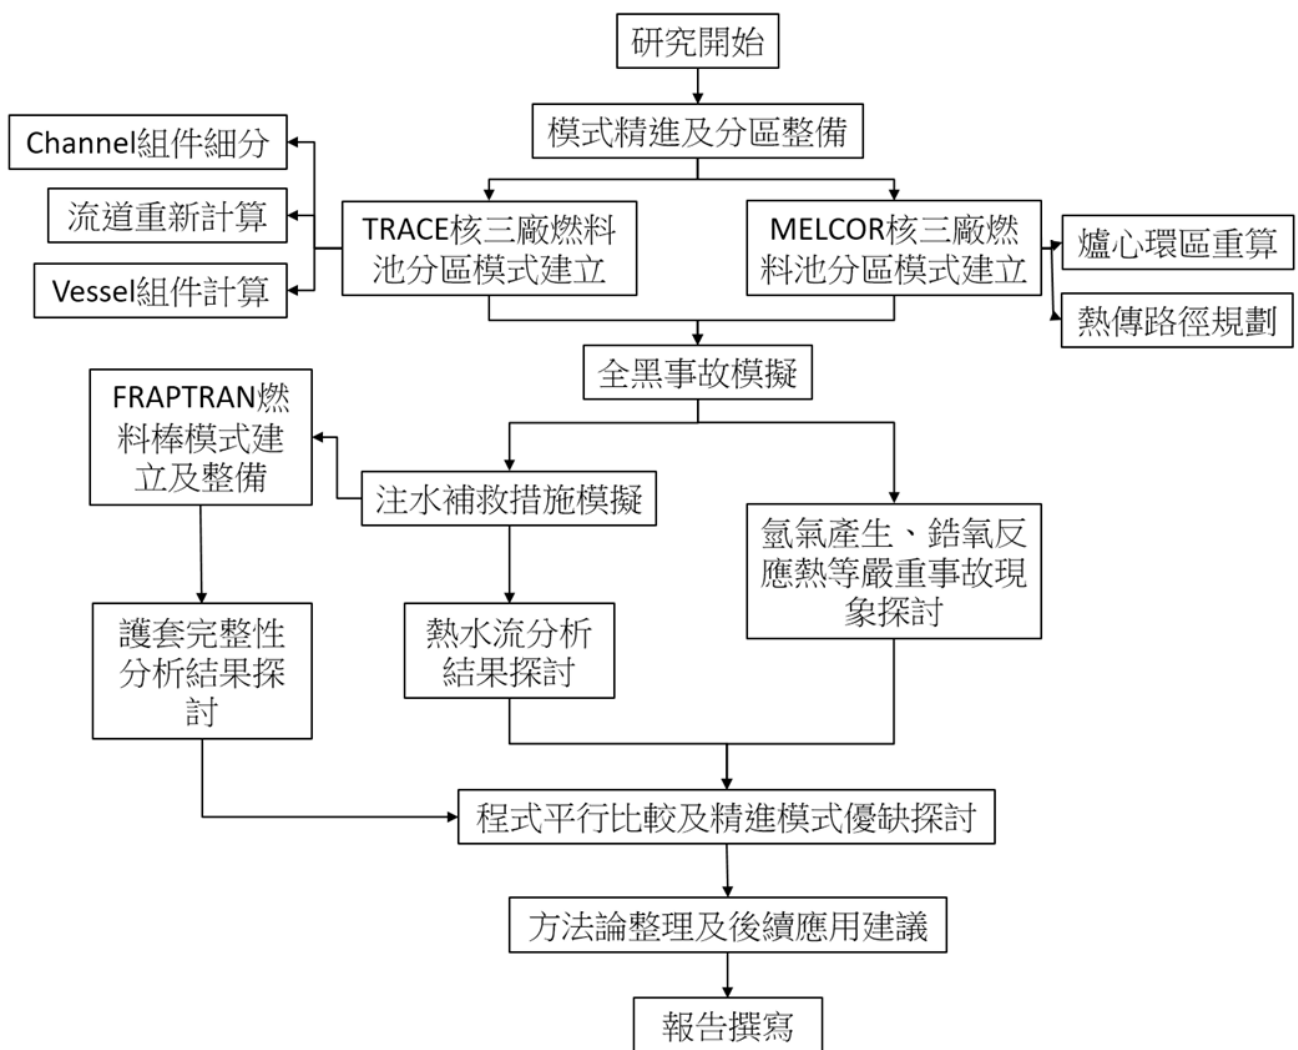 研究開始
模式精進及分區整備
Channel組件細分
流道重新計算
Vessel組件計算
TRACE核三廠燃料
池分區模式建立
MELCOR核三廠燃
料池分區模式建立
爐心環區重算
熱傳路徑規劃
全黑事故模擬
FRAPTRAN燃
料棒模式建
立及整備
注水補救措施模擬
氫氣產生、鋯氧反
應熱等嚴重事故現
象探討
護套完整性
分析結果探
討
熱水流分析
結果探討
程式平行比較及精進模式優缺探討
方法論整理及後續應用建議
報告撰寫